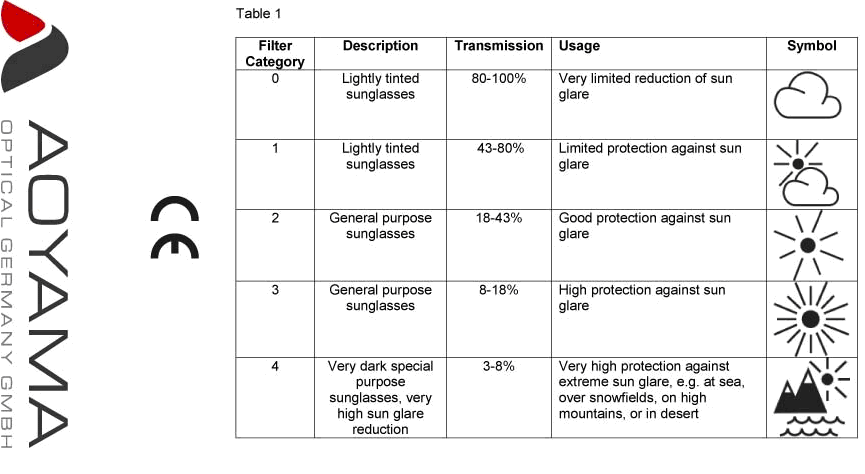 AOYAMA
OPTICAL GERMANY GMBH
CE
Table 1
Filter Category Description Transmission Usage Symbol
0 Lightly tinted sunglasses 80-100% Very limited reduction of sun glare
1 Lightly tinted sunglasses 43-80% Limited protection against sun glare
2 General purpose sunglasses 18-43% Good protection against sun glare
3 General purpose sunglasses 8-18% High protection against sun glare
4 Very dark special purpose sunglasses, very high sun glare reduction 3-8% Very high protection against extreme sun glare, e.g. at sea, over snowfields, on high mountains, or in desert